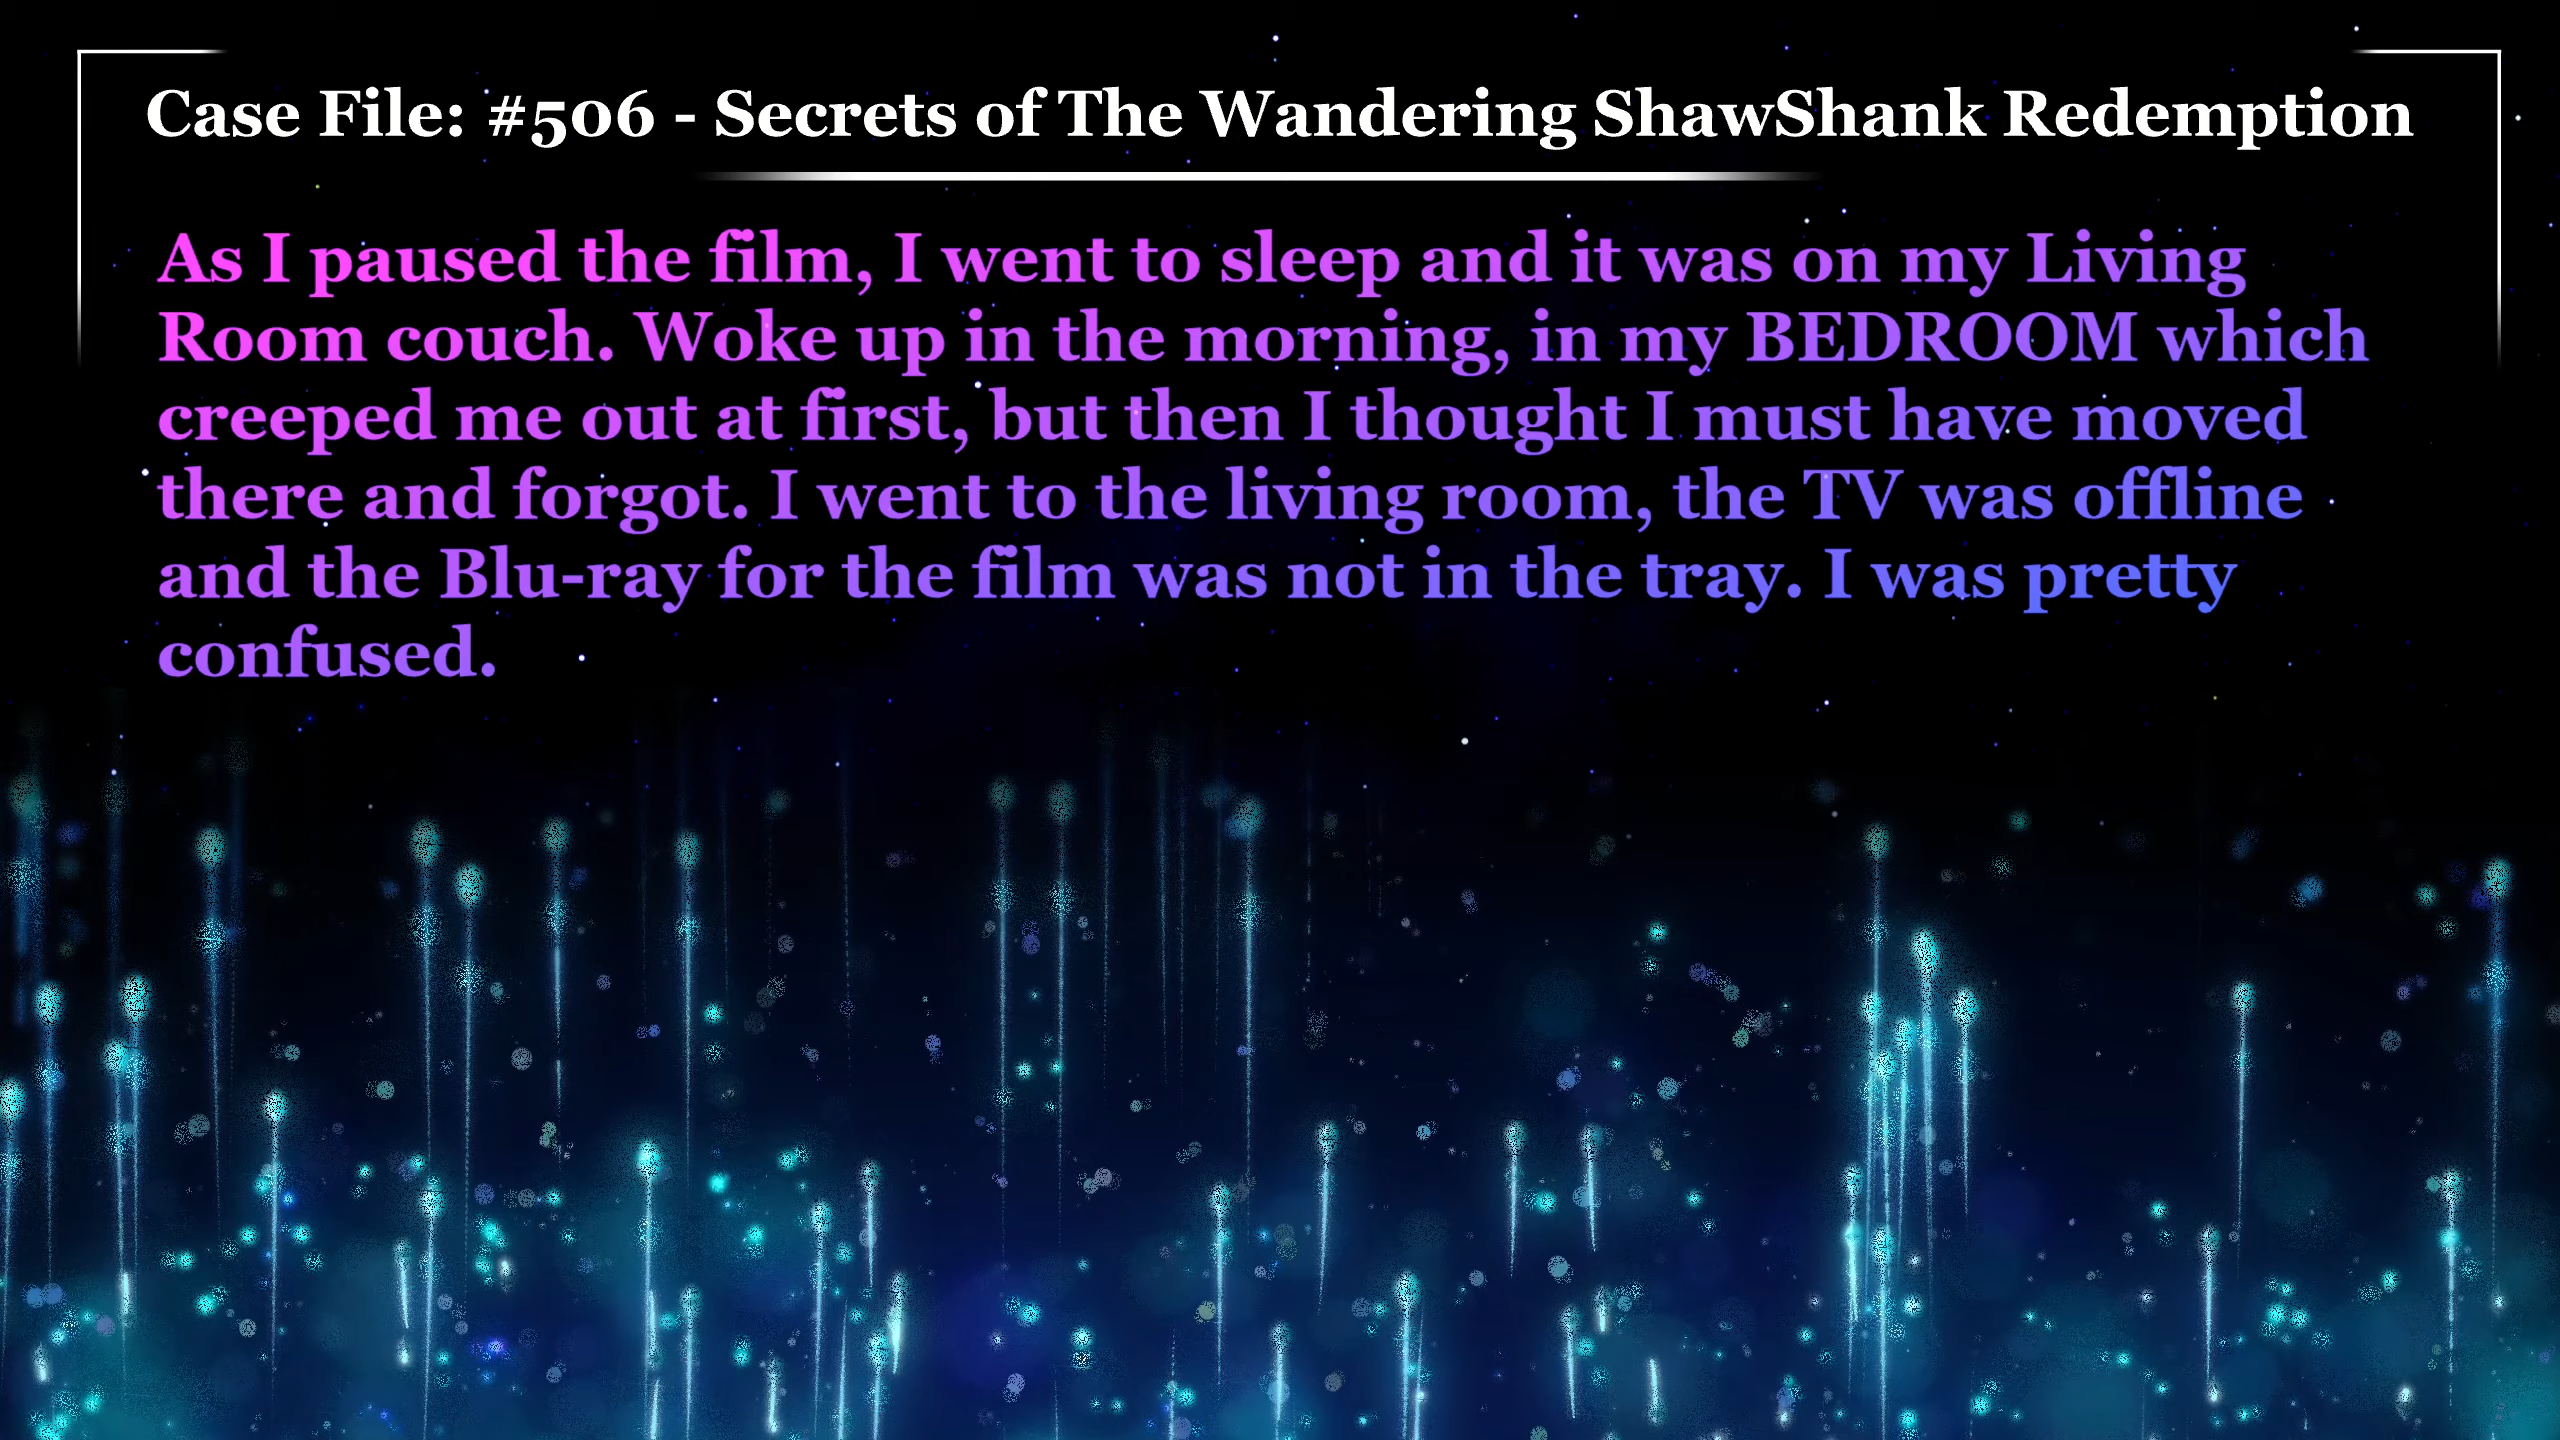 Case File: #506 - Secrets of The Wandering ShawShank Redemption
As I paused the film, I went to sleep and it was on my Living
Room couch. Woke up in the morning, in my BEDROOM which
creeped me out at first, but then I thought I must have moved
there and forgot. I went to the living room, the TV was offline
and the Blu-ray for the film was not in the tray. I was pretty
confused.